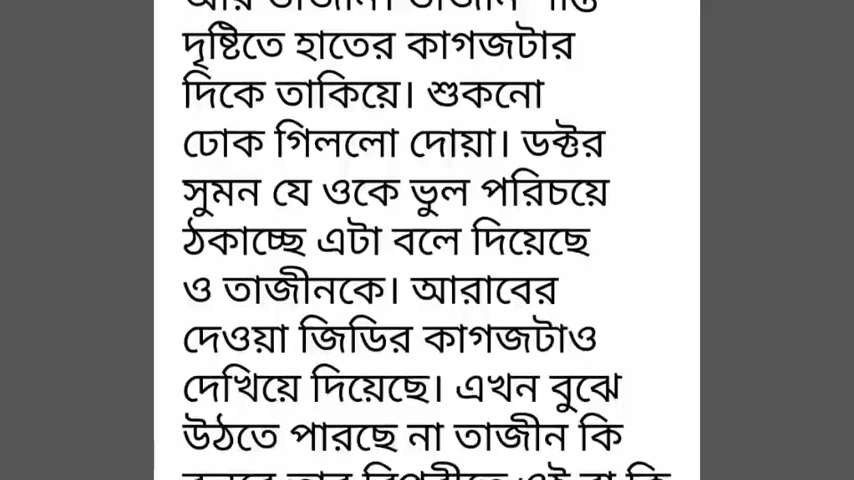 দৃষ্টিতে হাতের কাগজটার
দিকে তাকিয়ে। শুকনো
ঢোক গিললো দোয়া। ডক্টর
সুমন যে ওকে ভুল পরিচয়ে
ঠকাচ্ছে এটা বলে দিয়েছে
ও তাজীনকে। আরাবের
দেওয়া জিডির কাগজটাও
দেখিয়ে দিয়েছে। এখন বুঝে
উঠতে পারছে না তাজীন কি